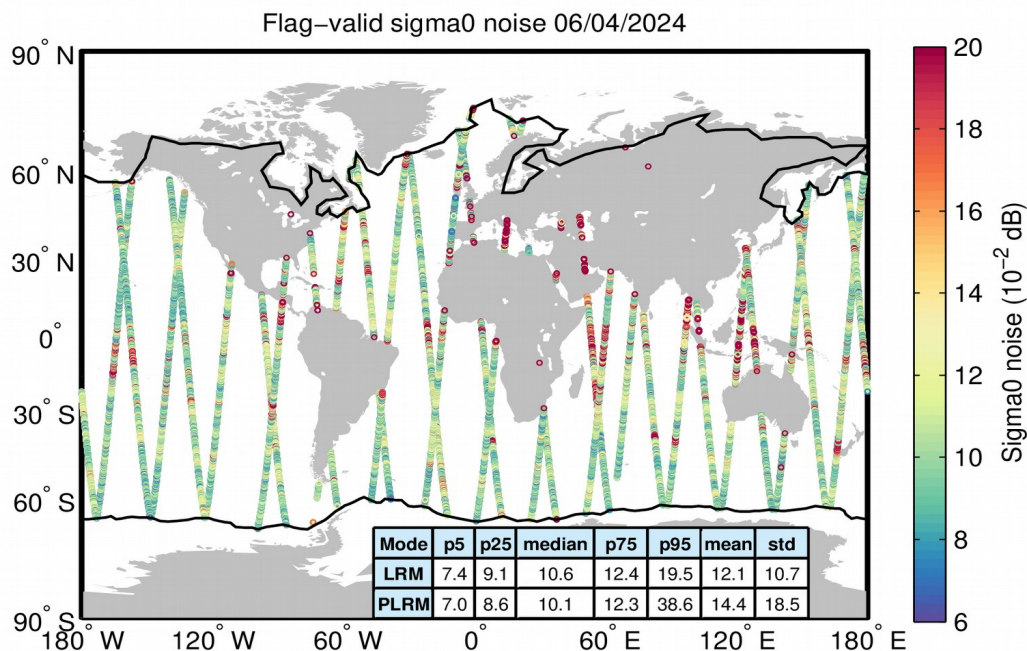 Flag-valid sigma0 noise 06/04/2024
90° N
60° N
30° N
0°
30° S
60° S
90° S
180° W
120° W
60° W
0°
60° E
120° E
180° E
Mode p5 p25 median p75 p95 mean std
LRM 7.4 9.1 10.6 12.4 19.5 12.1 10.7
PLRM 7.0 8.6 10.1 12.3 38.6 14.4 18.5
20
18
16
14
12
10
8
6
Sigma0 noise (10⁻² dB)